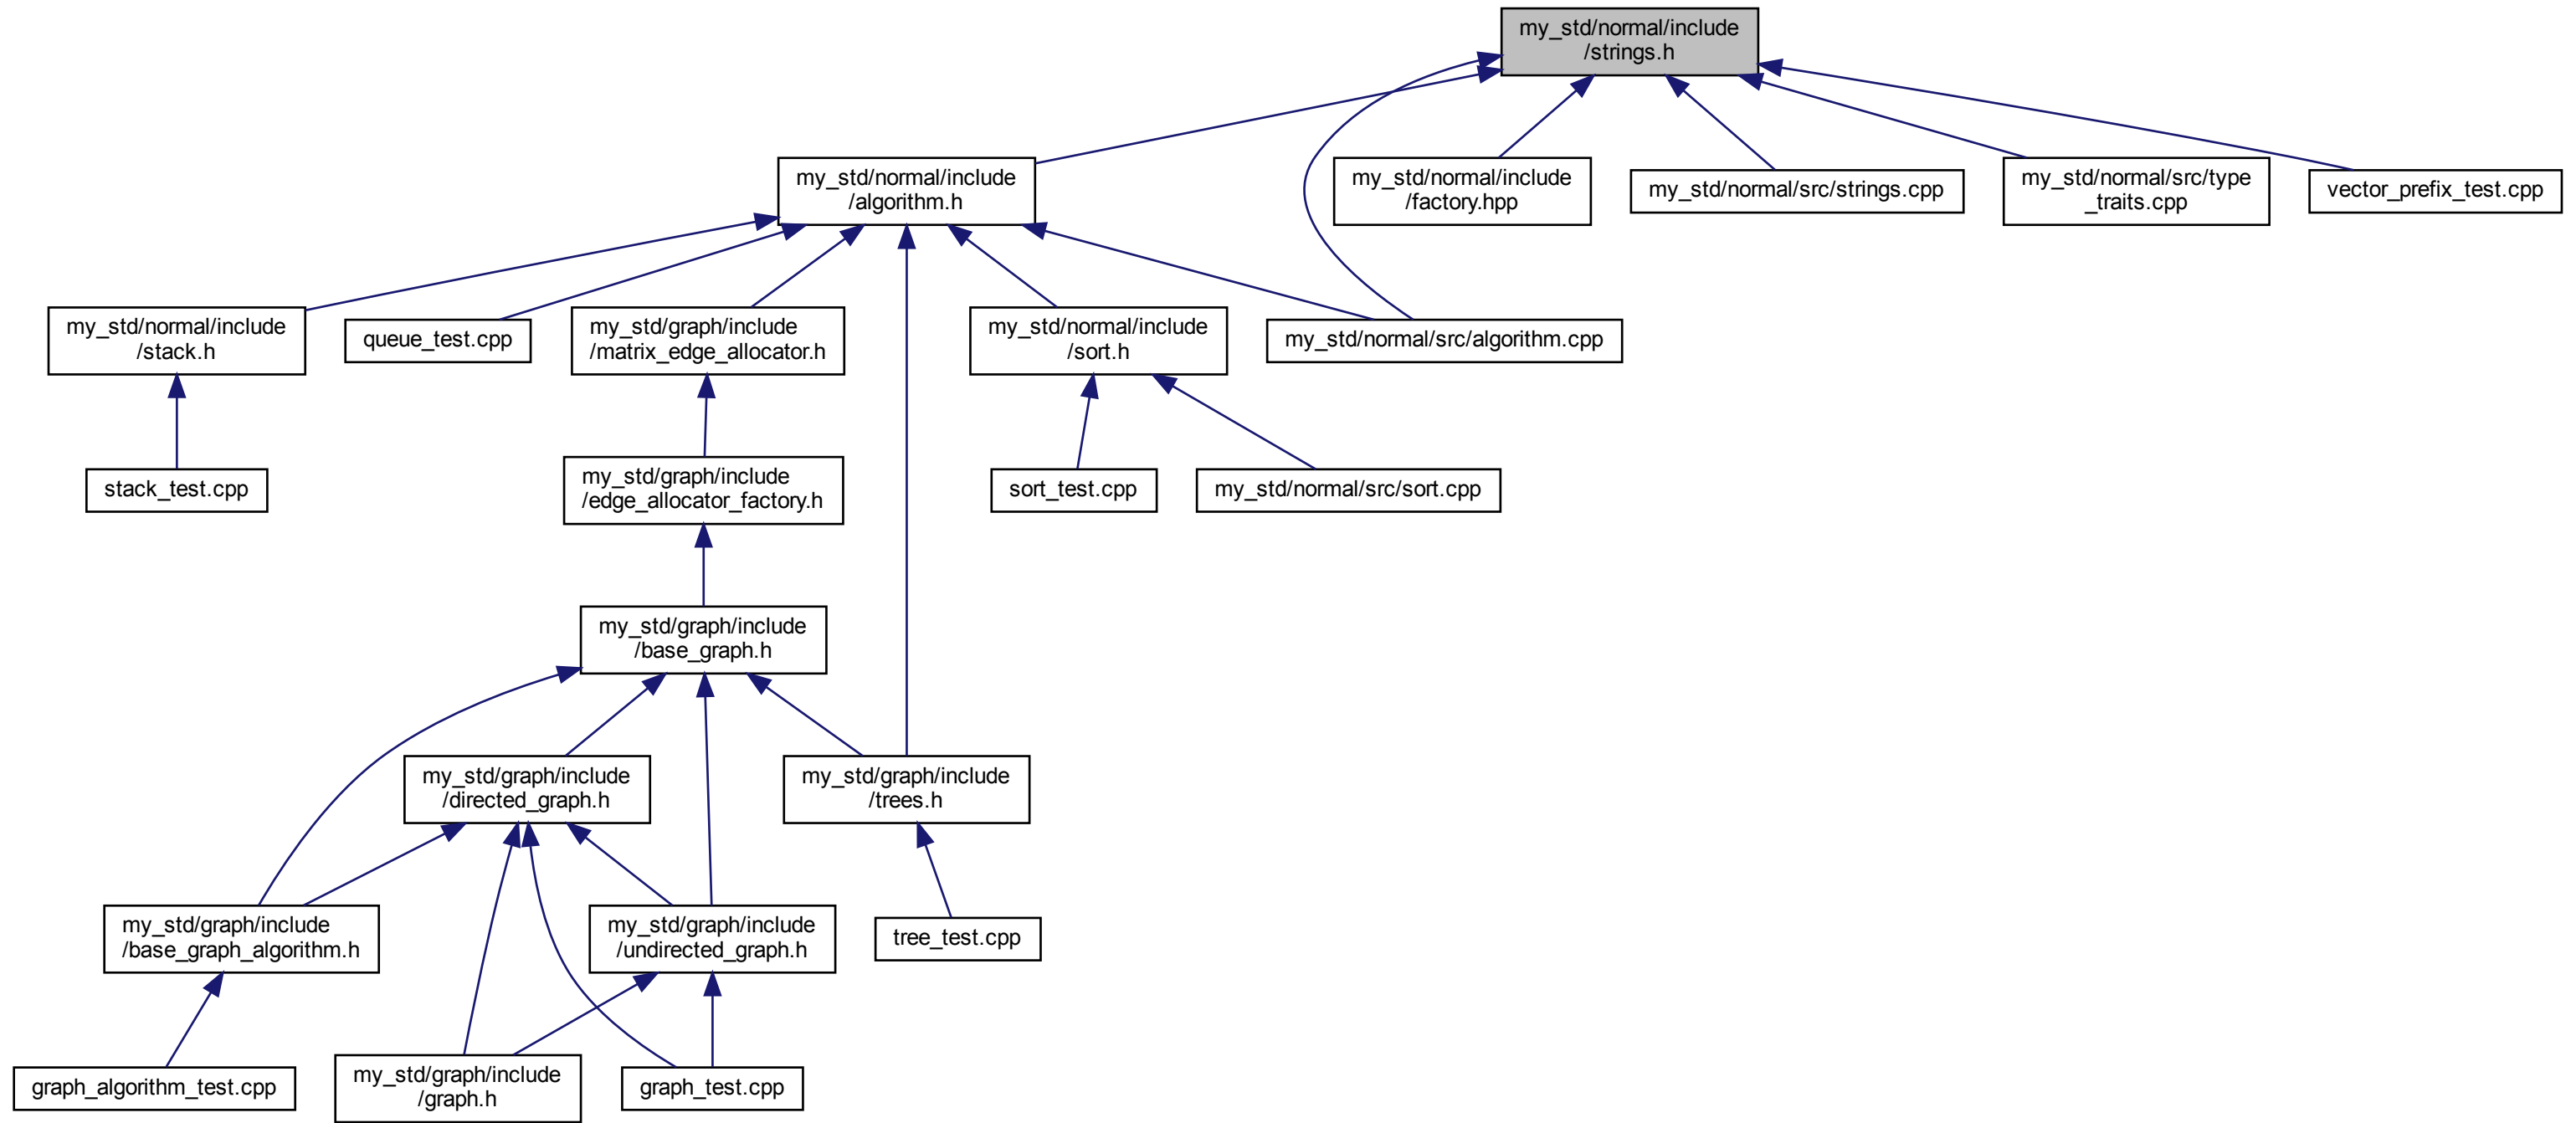 my_std/normal/include
/strings.h
my_std/normal/include
/algorithm.h
my_std/normal/include
/factory.hpp
my_std/normal/src/strings.cpp
my_std/normal/src/type
_traits.cpp
vector_prefix_test.cpp
my_std/normal/include
/stack.h
queue_test.cpp
my_std/graph/include
/matrix_edge_allocator.h
my_std/normal/include
/sort.h
my_std/normal/src/algorithm.cpp
stack_test.cpp
my_std/graph/include
/edge_allocator_factory.h
sort_test.cpp
my_std/normal/src/sort.cpp
my_std/graph/include
/base_graph.h
my_std/graph/include
/directed_graph.h
my_std/graph/include
/trees.h
my_std/graph/include
/base_graph_algorithm.h
my_std/graph/include
/undirected_graph.h
tree_test.cpp
graph_algorithm_test.cpp
my_std/graph/include
/graph.h
graph_test.cpp